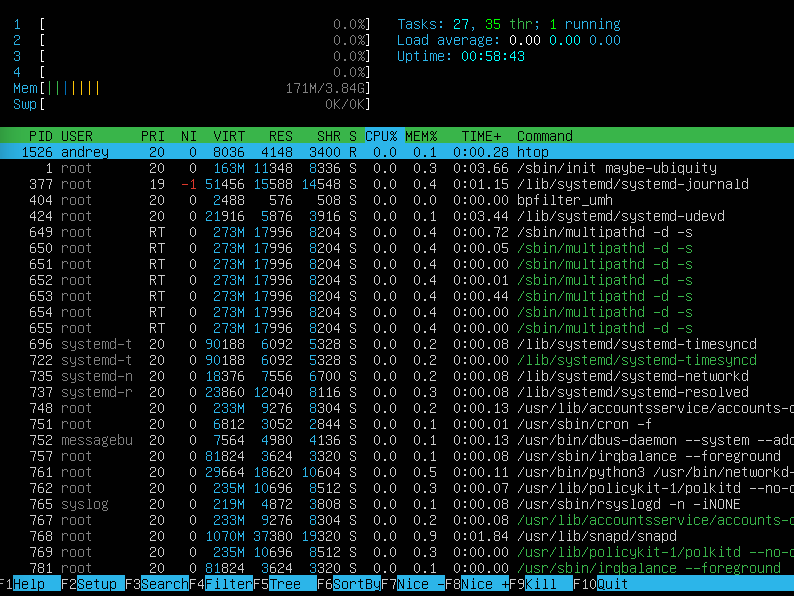 1 [ 0.0%] Tasks: 27, 35 thr; 1 running
2 [ 0.0%] Load average: 0.00 0.00 0.00
3 [ 0.0%] Uptime: 00:58:43
4 [ 0.0%]
Mem[||||||| 171M/3.84G]
Swp[ 0K/0K]
PID USER PRI NI VIRT RES SHR S CPU% MEM% TIME+ Command
1526 andrey 20 0 8036 4148 3400 R 0.0 0.1 0:00.28 htop
1 root 20 0 163M 11348 8336 S 0.0 0.3 0:03.66 /sbin/init maybe-ubiquity
377 root 19 -1 51456 15588 14548 S 0.0 0.4 0:01.15 /lib/systemd/systemd-journald
404 root 20 0 2488 576 508 S 0.0 0.0 0:00.00 bpfilter_umh
424 root 20 0 21916 5876 3916 S 0.0 0.1 0:03.44 /lib/systemd/systemd-udevd
649 root RT 0 273M 17996 8204 S 0.0 0.4 0:00.72 /sbin/multipathd -d -s
650 root RT 0 273M 17996 8204 S 0.0 0.4 0:00.05 /sbin/multipathd -d -s
651 root RT 0 273M 17996 8204 S 0.0 0.4 0:00.00 /sbin/multipathd -d -s
652 root RT 0 273M 17996 8204 S 0.0 0.4 0:00.01 /sbin/multipathd -d -s
653 root RT 0 273M 17996 8204 S 0.0 0.4 0:00.44 /sbin/multipathd -d -s
654 root RT 0 273M 17996 8204 S 0.0 0.4 0:00.00 /sbin/multipathd -d -s
655 root RT 0 273M 17996 8204 S 0.0 0.4 0:00.00 /sbin/multipathd -d -s
696 systemd-t 20 0 90188 6092 5328 S 0.0 0.2 0:00.08 /lib/systemd/systemd-timesyncd
722 systemd-t 20 0 90188 6092 5328 S 0.0 0.2 0:00.00 /lib/systemd/systemd-timesyncd
735 systemd-n 20 0 18376 7556 6700 S 0.0 0.2 0:00.08 /lib/systemd/systemd-networkd
737 systemd-r 20 0 23860 12040 8116 S 0.0 0.3 0:00.08 /lib/systemd/systemd-resolved
748 root 20 0 233M 9276 8304 S 0.0 0.2 0:00.13 /usr/lib/accountsservice/accounts-d
751 root 20 0 6812 3052 2844 S 0.0 0.1 0:00.01 /usr/sbin/cron -f
752 messagebu 20 0 7564 4980 4136 S 0.0 0.1 0:00.13 /usr/bin/dbus-daemon --system --add
757 root 20 0 81824 3624 3320 S 0.0 0.1 0:00.08 /usr/sbin/irqbalance --foreground
761 root 20 0 29664 18620 10604 S 0.0 0.5 0:00.11 /usr/bin/python3 /usr/bin/networkd-
762 root 20 0 235M 10696 8512 S 0.0 0.3 0:00.07 /usr/lib/policykit-1/polkitd --no-d
765 syslog 20 0 219M 4872 3808 S 0.0 0.1 0:00.02 /usr/sbin/rsyslogd -n -iNONE
767 root 20 0 233M 9276 8304 S 0.0 0.2 0:00.08 /usr/lib/accountsservice/accounts-d
768 root 20 0 1070M 37380 19320 S 0.0 0.9 0:01.84 /usr/lib/snapd/snapd
769 root 20 0 235M 10696 8512 S 0.0 0.3 0:00.00 /usr/lib/policykit-1/polkitd --no-d
781 root 20 0 81824 3624 3320 S 0.0 0.1 0:00.00 /usr/sbin/irqbalance --foreground
F1Help F2Setup F3SearchF4FilterF5Tree F6SortByF7Nice -F8Nice +F9Kill F10Quit